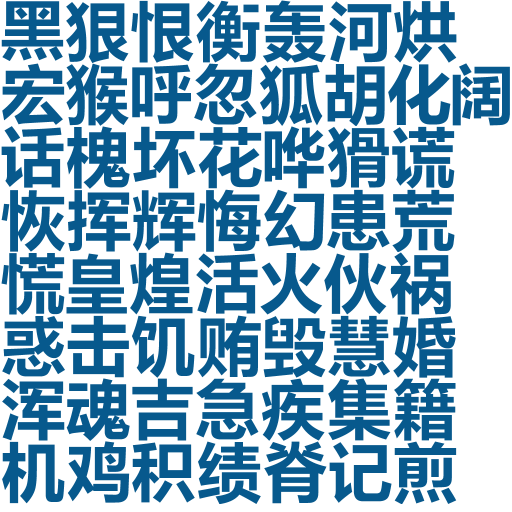 黑狠恨衡轰河烘
宏猴呼忽狐胡化阔
话槐坏花哗猾谎
恢挥辉悔幻患荒
慌皇煌活火伙祸
惑击饥贿毁慧婚
浑魂吉急疾集籍
机鸡积绩脊记煎